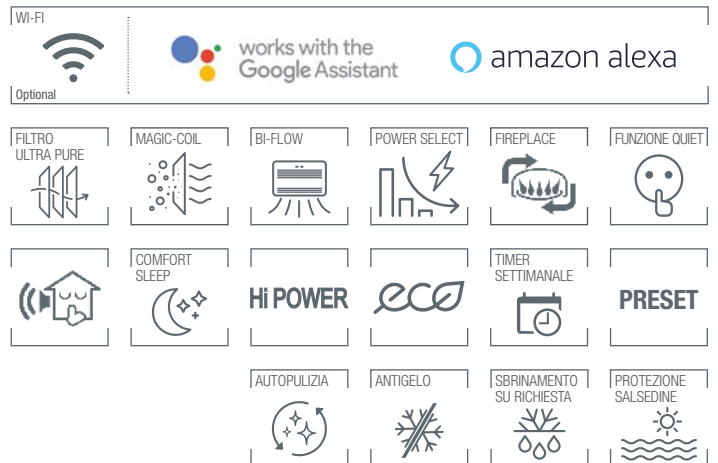 WI-FI
Optional
works with the
Google Assistant
amazon alexa
FILTRO
ULTRA PURE
MAGIC-COIL
BI-FLOW
POWER SELECT
FIREPLACE
FUNZIONE QUIET
COMFORT
SLEEP
Hi POWER
eco
TIMER
SETTIMANALE
PRESET
AUTOPULIZIA
ANTIGELO
SBRINAMENTO
SU RICHIESTA
PROTEZIONE
SALSEDINE